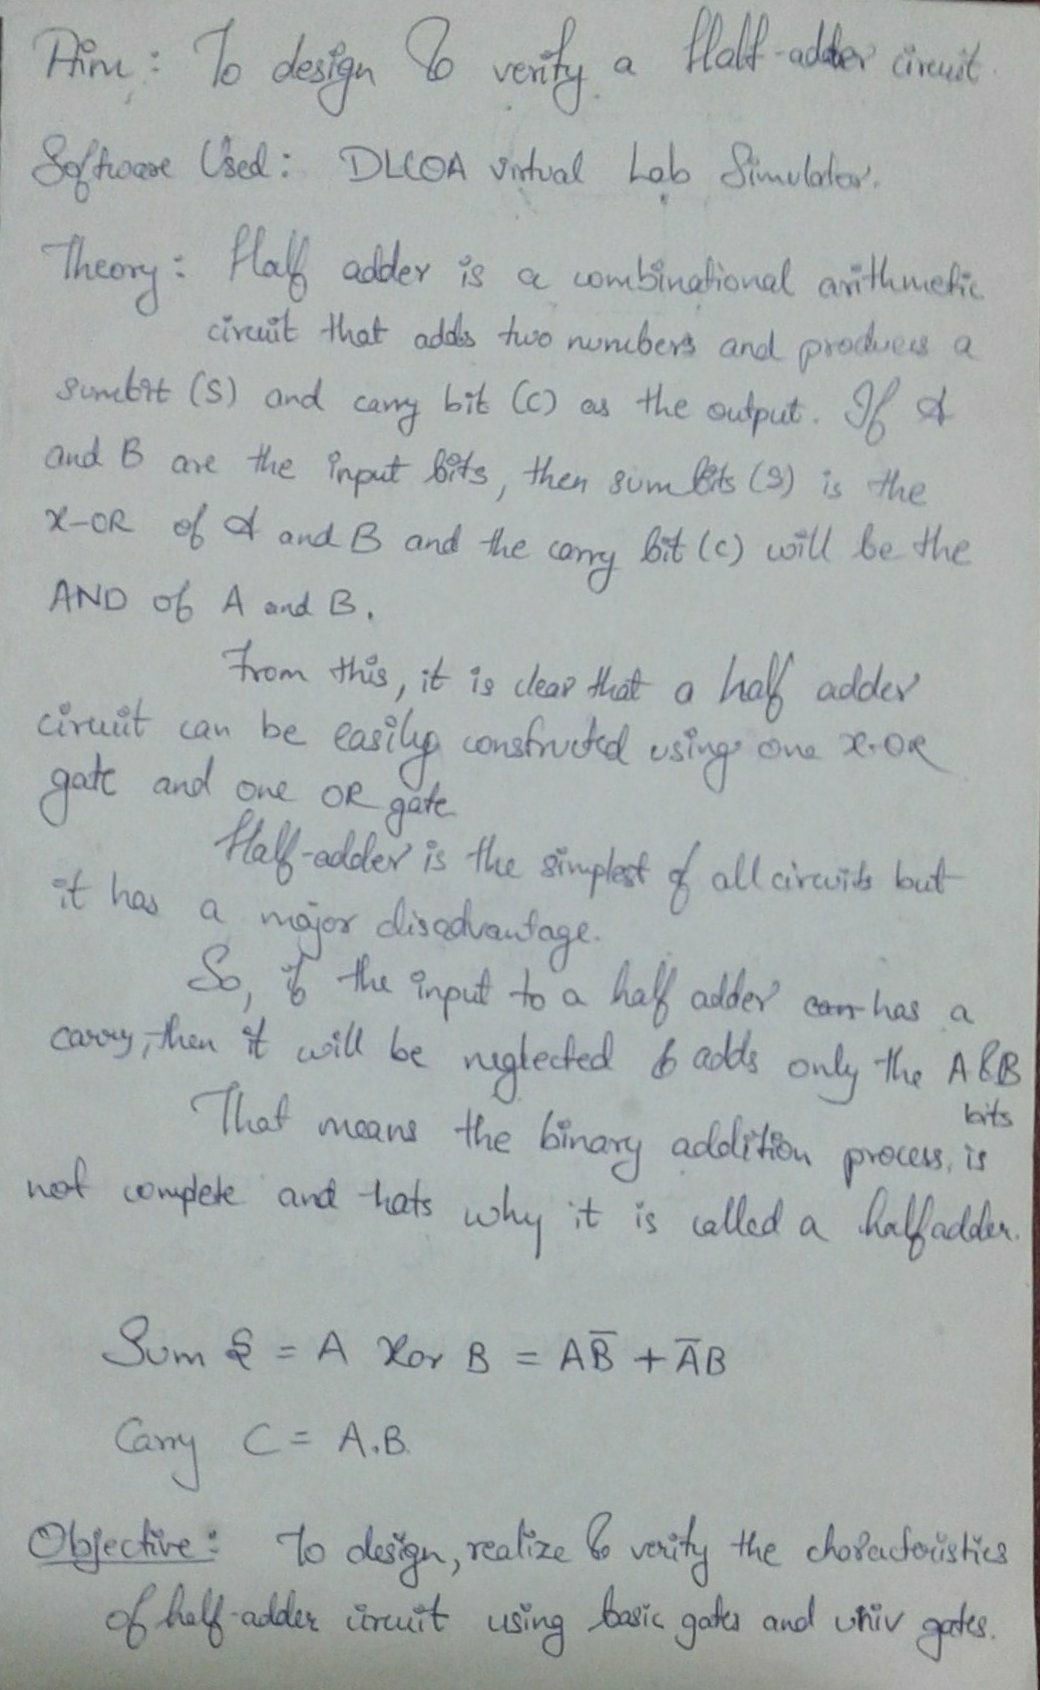 Aim : To design & verify a Half-adder circuit.
Software Used : DLCOA virtual Lab Simulator.
Theory : Half adder is a combinational arithmetic
circuit that adds two numbers and produces a
sumbit (S) and carry bit (C) as the output. If A
and B are the input bits, then sum bits (S) is the
X-OR of A and B and the carry bit (C) will be the
AND of A and B.
From this, it is clear that a half adder
circuit can be easily constructed using one X-OR
gate and one OR gate
Half-adder is the simplest of all circuits but
it has a major disadvantage.
So, if the input to a half adder has a
carry, then it will be neglected & adds only the A & B
bits
That means the binary addition process, is
not complete and thats why it is called a halfadder.
Sum S = A Xor B = AB̅ + A̅B
Carry C = A.B.
Objective : To design, realize & verify the charactoristics
of half-adder circuit using basic gates and univ gates.